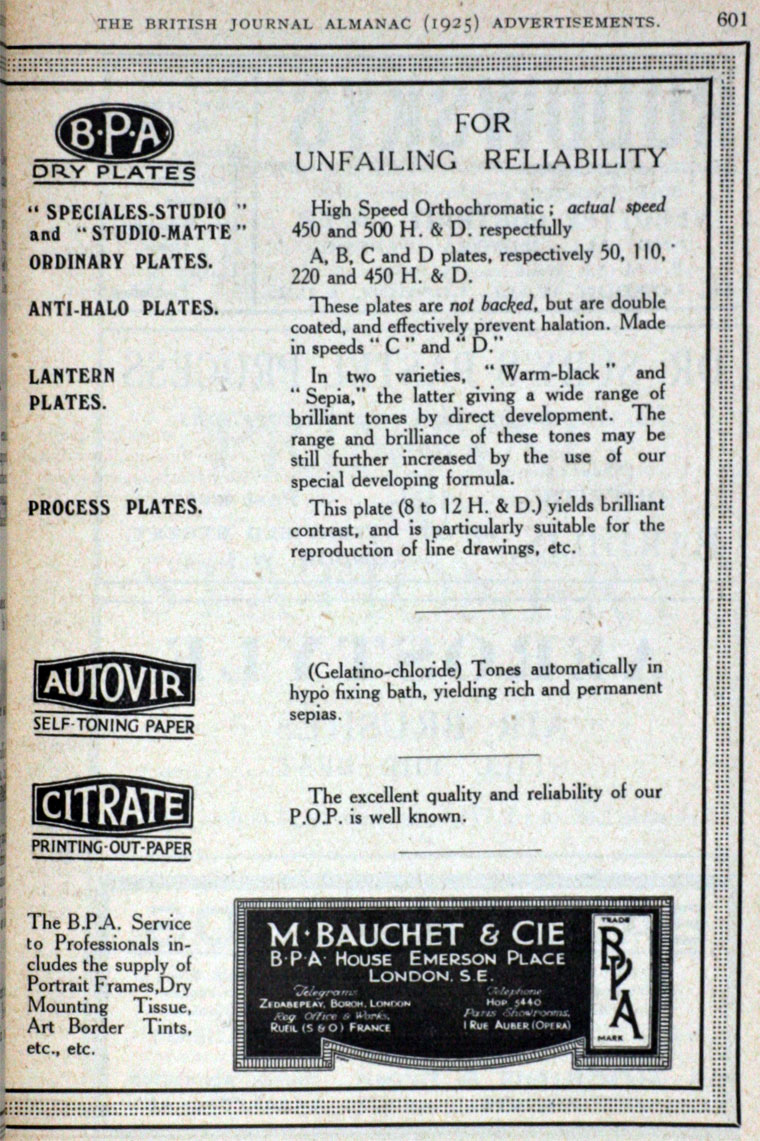 THE BRITISH JOURNAL ALMANAC (1925) ADVERTISEMENTS. 601
B·P·A
DRY PLATES
FOR
UNFAILING RELIABILITY
“ SPECIALES-STUDIO ”
and “ STUDIO-MATTE ”
High Speed Orthochromatic ; actual speed
450 and 500 H. & D. respectfully
ORDINARY PLATES.
A, B, C and D plates, respectively 50, 110,
220 and 450 H. & D.
ANTI-HALO PLATES.
These plates are not backed, but are double
coated, and effectively prevent halation. Made
in speeds “ C ” and “ D.”
LANTERN
PLATES.
In two varieties, “ Warm-black ” and
“ Sepia,” the latter giving a wide range of
brilliant tones by direct development. The
range and brilliance of these tones may be
still further increased by the use of our
special developing formula.
PROCESS PLATES.
This plate (8 to 12 H. & D.) yields brilliant
contrast, and is particularly suitable for the
reproduction of line drawings, etc.
AUTOVIR
SELF-TONING PAPER
(Gelatino-chloride) Tones automatically in
hypo fixing bath, yielding rich and permanent
sepias.
CITRATE
PRINTING-OUT-PAPER
The excellent quality and reliability of our
P.O.P. is well known.
The B.P.A. Service
to Professionals in-
cludes the supply of
Portrait Frames,Dry
Mounting Tissue,
Art Border Tints,
etc., etc.
M·BAUCHET & CIE
B·P·A· HOUSE EMERSON PLACE
LONDON, S.E.
Telegrams
ZEDABEPEAY, BOROH, LONDON
Reg. Office & Works,
RUEIL (S & O) FRANCE
Telephone
HOP 5440
Paris Showrooms,
1 RUE AUBER (OPERA)
TRADE
BPA
MARK